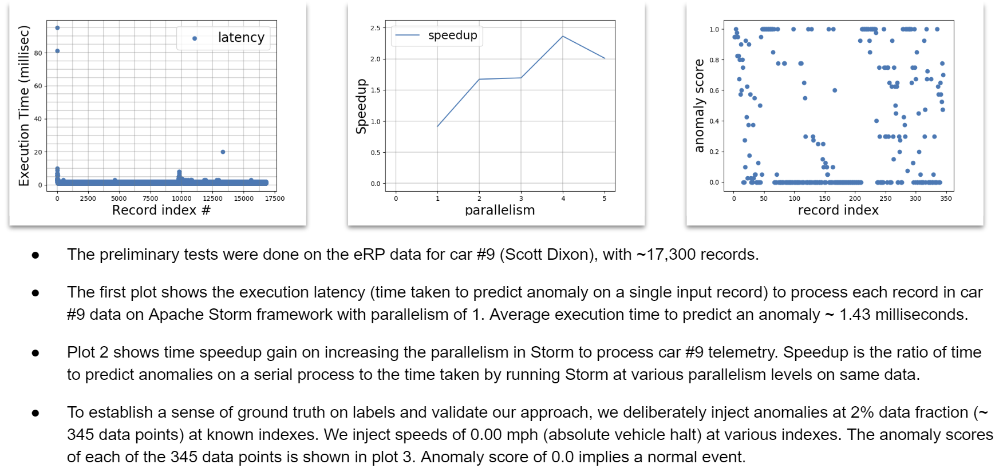 latency
Execution Time (millisec)
80
60
40
20
0
0 2500 5000 7500 10000 12500 15000 17500
Record index #
speedup
Speedup
2.5
2.0
1.5
1.0
0.5
0.0
0 1 2 3 4 5
parallelism
anomaly score
1.0
0.8
0.6
0.4
0.2
0.0
0 50 100 150 200 250 300 350
record index
● The preliminary tests were done on the eRP data for car #9 (Scott Dixon), with ~17,300 records.
● The first plot shows the execution latency (time taken to predict anomaly on a single input record) to process each record in car
#9 data on Apache Storm framework with parallelism of 1. Average execution time to predict an anomaly ~ 1.43 milliseconds.
● Plot 2 shows time speedup gain on increasing the parallelism in Storm to process car #9 telemetry. Speedup is the ratio of time
to predict anomalies on a serial process to the time taken by running Storm at various parallelism levels on same data.
● To establish a sense of ground truth on labels and validate our approach, we deliberately inject anomalies at 2% data fraction (~
345 data points) at known indexes. We inject speeds of 0.00 mph (absolute vehicle halt) at various indexes. The anomaly scores
of each of the 345 data points is shown in plot 3. Anomaly score of 0.0 implies a normal event.